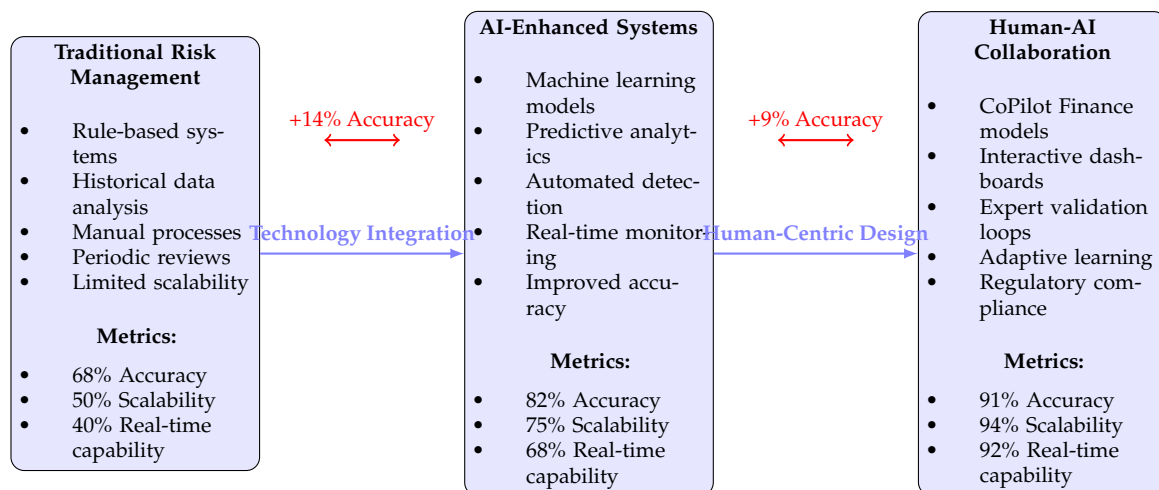 Traditional Risk
Management
• Rule-based sys-
tems
• Historical data
analysis
• Manual processes
• Periodic reviews
• Limited scalability
Metrics:
• 68% Accuracy
• 50% Scalability
• 40% Real-time
capability
+14% Accuracy
Technology Integration
AI-Enhanced Systems
• Machine learning
models
• Predictive analyt-
ics
• Automated detec-
tion
• Real-time monitor-
ing
• Improved accu-
racy
Metrics:
• 82% Accuracy
• 75% Scalability
• 68% Real-time
capability
+9% Accuracy
Human-Centric Design
Human-AI
Collaboration
• CoPilot Finance
models
• Interactive dash-
boards
• Expert validation
loops
• Adaptive learning
• Regulatory com-
pliance
Metrics:
• 91% Accuracy
• 94% Scalability
• 92% Real-time
capability